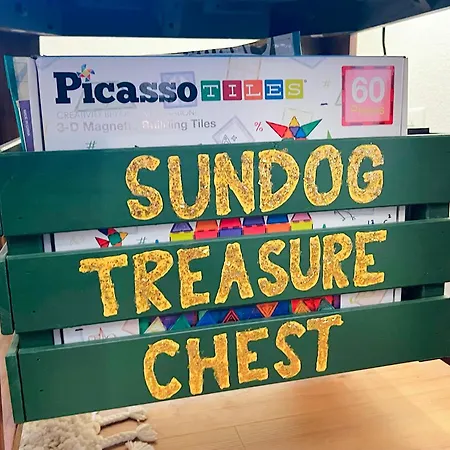 Picasso TILES
3-D Magnetic Building Tiles
60
SUNDOG
TREASURE
CHEST